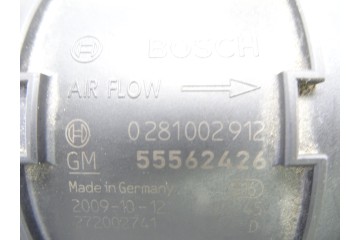 BOSCH
AIR FLOW
0281002912
GM 55562426
Made in Germany
2009-10-12